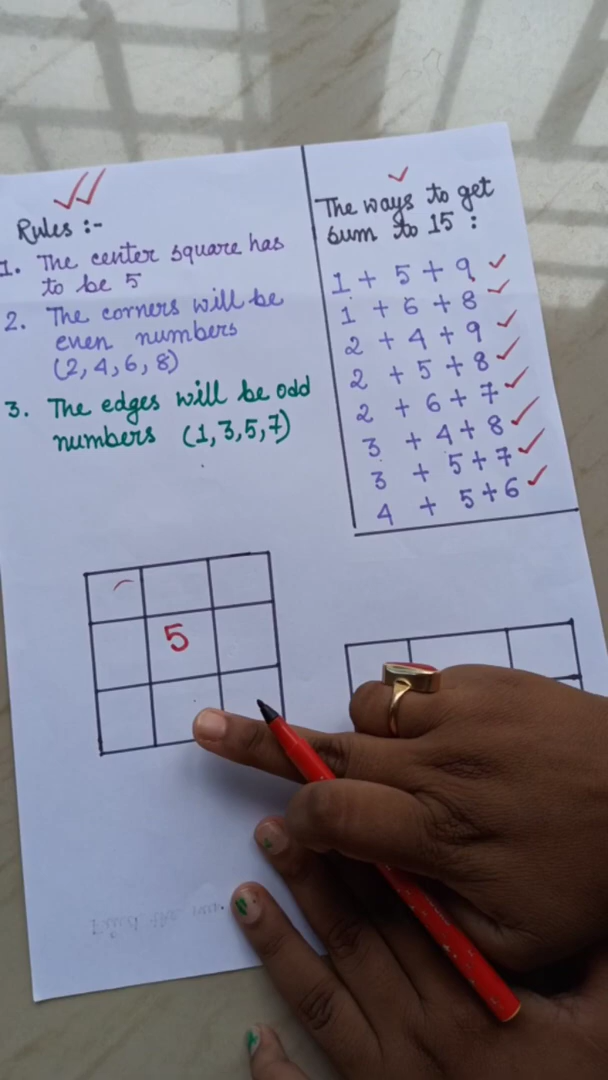 Rules :-
1. The center square has
to be 5
2. The corners will be
even numbers
(2, 4, 6, 8)
3. The edges will be odd
numbers (1,3,5,7)
The ways to get
sum to 15 :
1 + 5 + 9
1 + 6 + 8
2 + 4 + 9
2 + 5 + 8
2 + 6 + 7
3 + 4 + 8
3 + 5 + 7
4 + 5 + 6
5